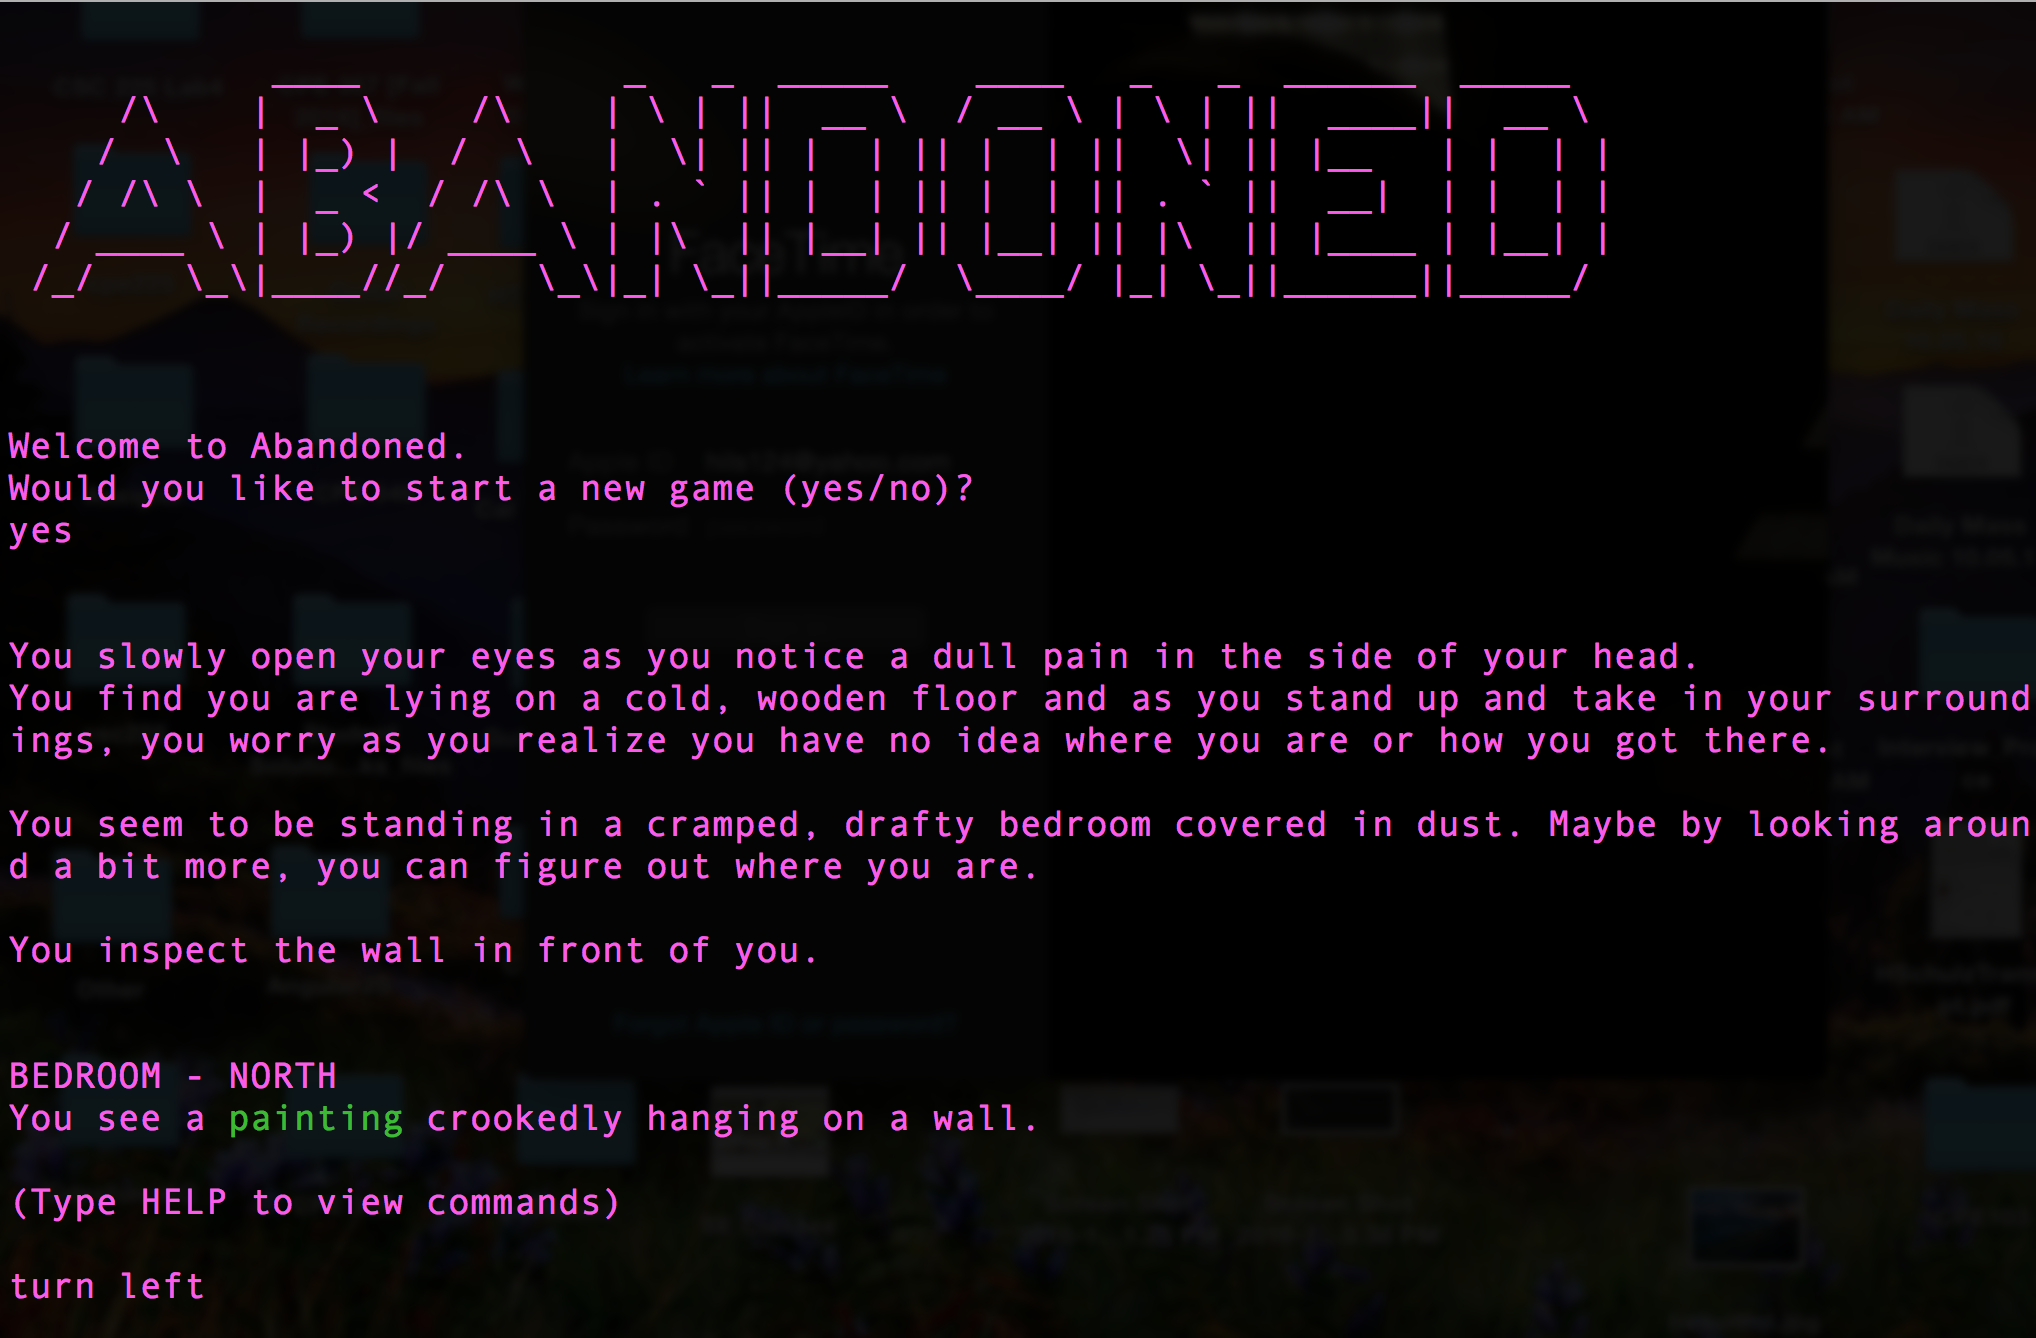 ABANDONED
Welcome to Abandoned.
Would you like to start a new game (yes/no)?
yes
You slowly open your eyes as you notice a dull pain in the side of your head.
You find you are lying on a cold, wooden floor and as you stand up and take in your surround
ings, you worry as you realize you have no idea where you are or how you got there.
You seem to be standing in a cramped, drafty bedroom covered in dust. Maybe by looking aroun
d a bit more, you can figure out where you are.
You inspect the wall in front of you.
BEDROOM - NORTH
You see a painting crookedly hanging on a wall.
(Type HELP to view commands)
turn left